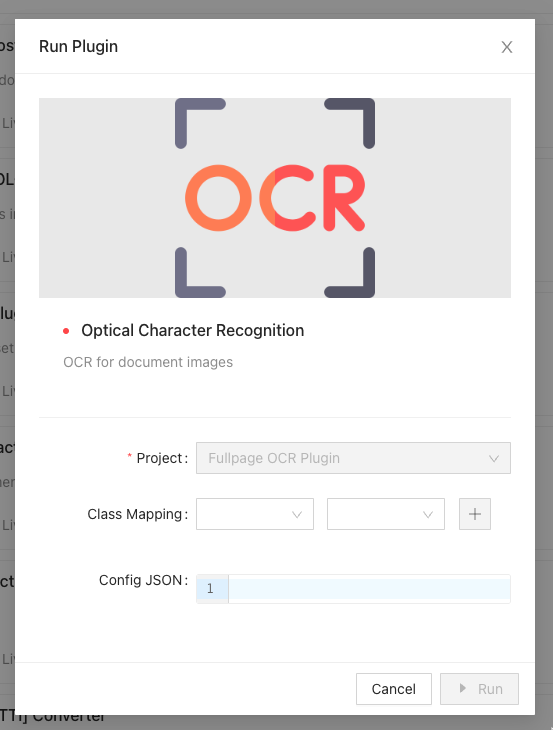 Run Plugin
OCR
Optical Character Recognition
OCR for document images
* Project:
Fullpage OCR Plugin
Class Mapping:
Config JSON:
1
Cancel
Run
Converter